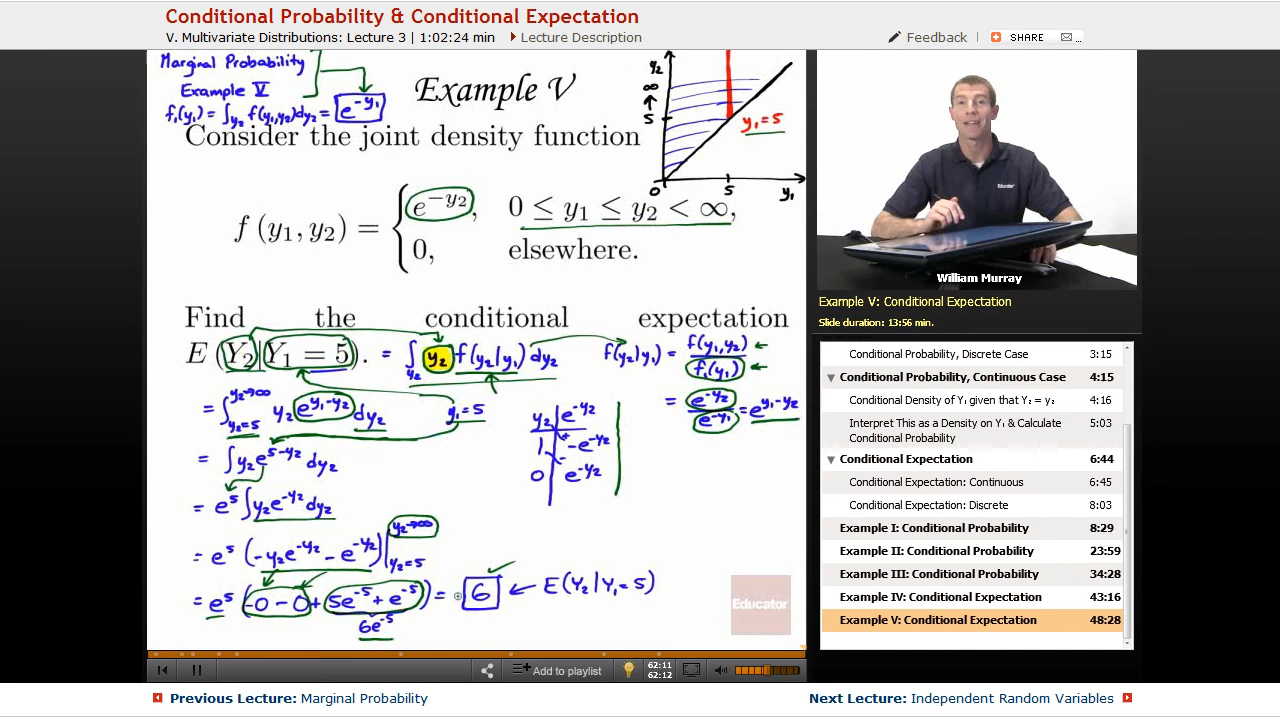 Conditional Probability & Conditional Expectation
V. Multivariate Distributions: Lecture 3 | 1:02:24 min Lecture Description
Feedback
SHARE ...
Marginal Probability
Example V
f₁(y₁) = ∫y₂ f(y₁,y₂)dy₂ = e^-y₁
Example V
y₂
∞
5
0
5
y₁
y₁=5
Consider the joint density function
f (y₁, y₂) = { e^−y₂, 0 ≤ y₁ ≤ y₂ < ∞,
0, elsewhere.
Find the conditional expectation
E (Y₂|Y₁ = 5). = ∫y₂ y₂ f(y₂|y₁) dy₂ f(y₂|y₁) = f(y₁,y₂) / f₁(y₁)
= ∫y₂=5^y₂→∞ y₂ e^y₁-y₂ dy₂ y₁=5
= e^-y₂ / e^-y₁ = e^y₁-y₂
= ∫y₂e^5-y₂ dy₂
y₂ e^-y₂
1 + -e^-y₂
0 - e^-y₂
= e⁵ ∫y₂e^-y₂dy₂
= e⁵ (-y₂e^-y₂ - e^-y₂)|y₂=5^y₂→∞
= e⁵ (-0 - 0 + 5e^-5 + e^-5) = 6 ← E(Y₂|Y₁=5)
6e^-5
Educator
Educator
William Murray
Example V: Conditional Expectation
Slide duration: 13:56 min.
Conditional Probability, Discrete Case 3:15
Conditional Probability, Continuous Case 4:15
Conditional Density of Y₁ given that Y₂ = y₂ 4:16
Interpret This as a Density on Y₁ & Calculate 5:03
Conditional Probability
Conditional Expectation 6:44
Conditional Expectation: Continuous 6:45
Conditional Expectation: Discrete 8:03
Example I: Conditional Probability 8:29
Example II: Conditional Probability 23:59
Example III: Conditional Probability 34:28
Example IV: Conditional Expectation 43:16
Example V: Conditional Expectation 48:28
Add to playlist
62:11
62:12
Previous Lecture: Marginal Probability
Next Lecture: Independent Random Variables